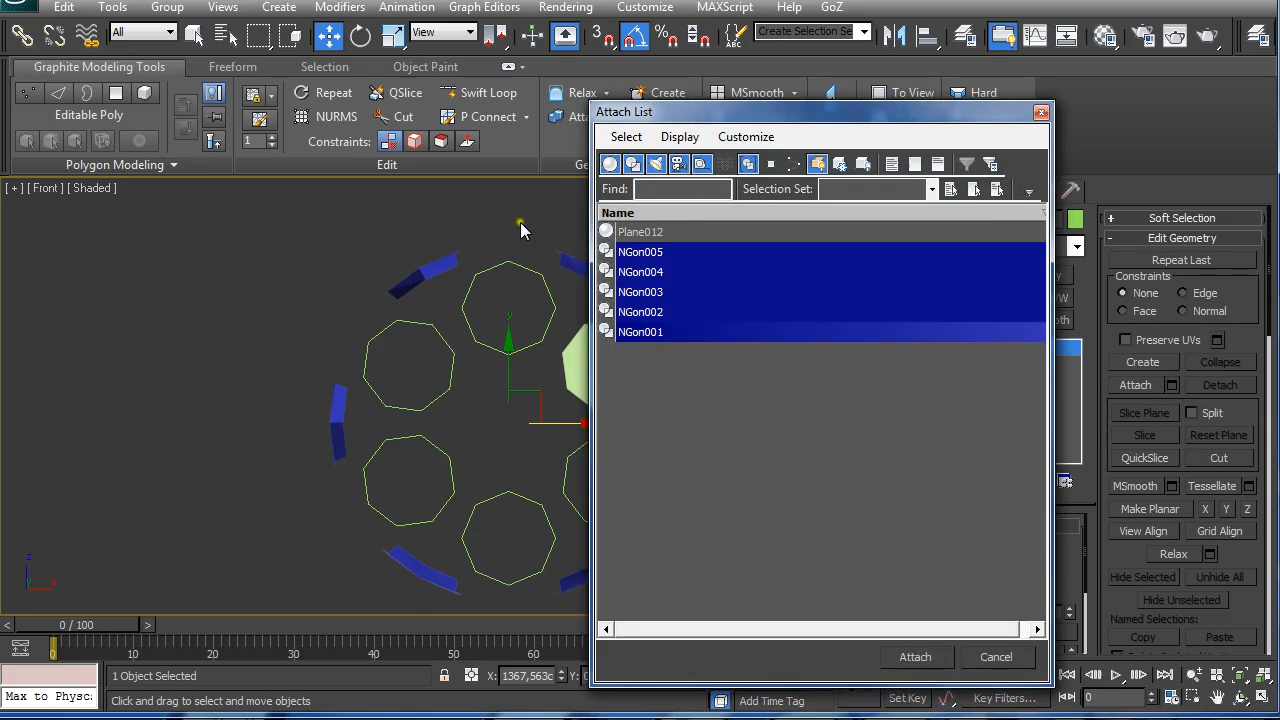 Edit Tools Group Views Create Modifiers Animation Graph Editors Rendering Customize MAXScript Help GoZ
All View 3 Create Selection Se
Graphite Modeling Tools Freeform Selection Object Paint
Repeat QSlice Swift Loop Relax Create MSmooth To View Hard
Editable Poly NURMS Cut P Connect Atta
1 Constraints:
Polygon Modeling Edit Ge
[ + ] [ Front ] [ Shaded ]
Attach List
Select Display Customize
Find: Selection Set:
Name
Plane012
NGon005
NGon004
NGon003
NGon002
NGon001
Attach Cancel
y
z
x
Soft Selection
Edit Geometry
Repeat Last
Constraints
None Edge
Face Normal
Preserve UVs
Create Collapse
Attach Detach
Slice Plane Split
Slice Reset Plane
QuickSlice Cut
MSmooth Tessellate
Make Planar X Y Z
View Align Grid Align
Relax
Hide Selected Unhide All
Hide Unselected
Named Selections:
Copy Paste
< 0 / 100 >
0 10 20 30 40 50 60
1 Object Selected X: 1367,563c Y:
Max to Physc: Click and drag to select and move objects Add Time Tag Set Key Key Filters... 0